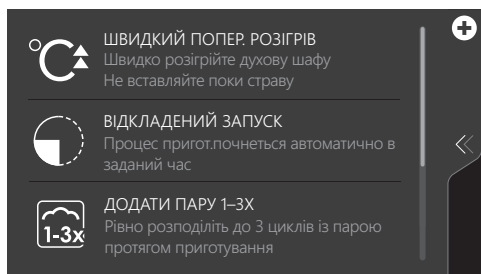 ШВИДКИЙ ПОПЕР. РОЗІГРІВ
Швидко розігрійте духову шафу
Не вставляйте поки страву
ВІДКЛАДЕНИЙ ЗАПУСК
Процес пригот.почнеться автоматично в
заданий час
ДОДАТИ ПАРУ 1–3X
Рівно розподіліть до 3 циклів із парою
протягом приготування
°C
1-3x